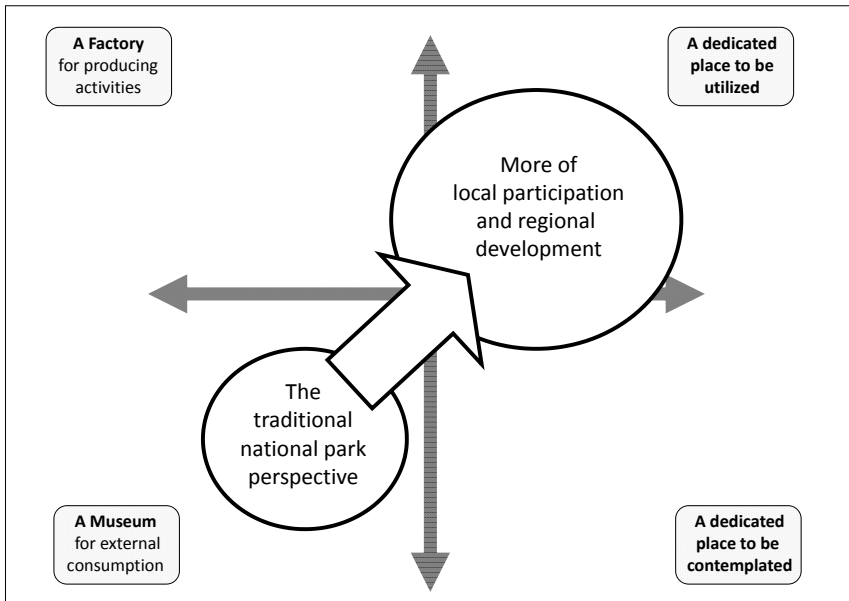 A Factory
for producing
activities
A dedicated
place to be
utilized
More of
local participation
and regional
development
The
traditional
national park
perspective
A Museum
for external
consumption
A dedicated
place to be
contemplated